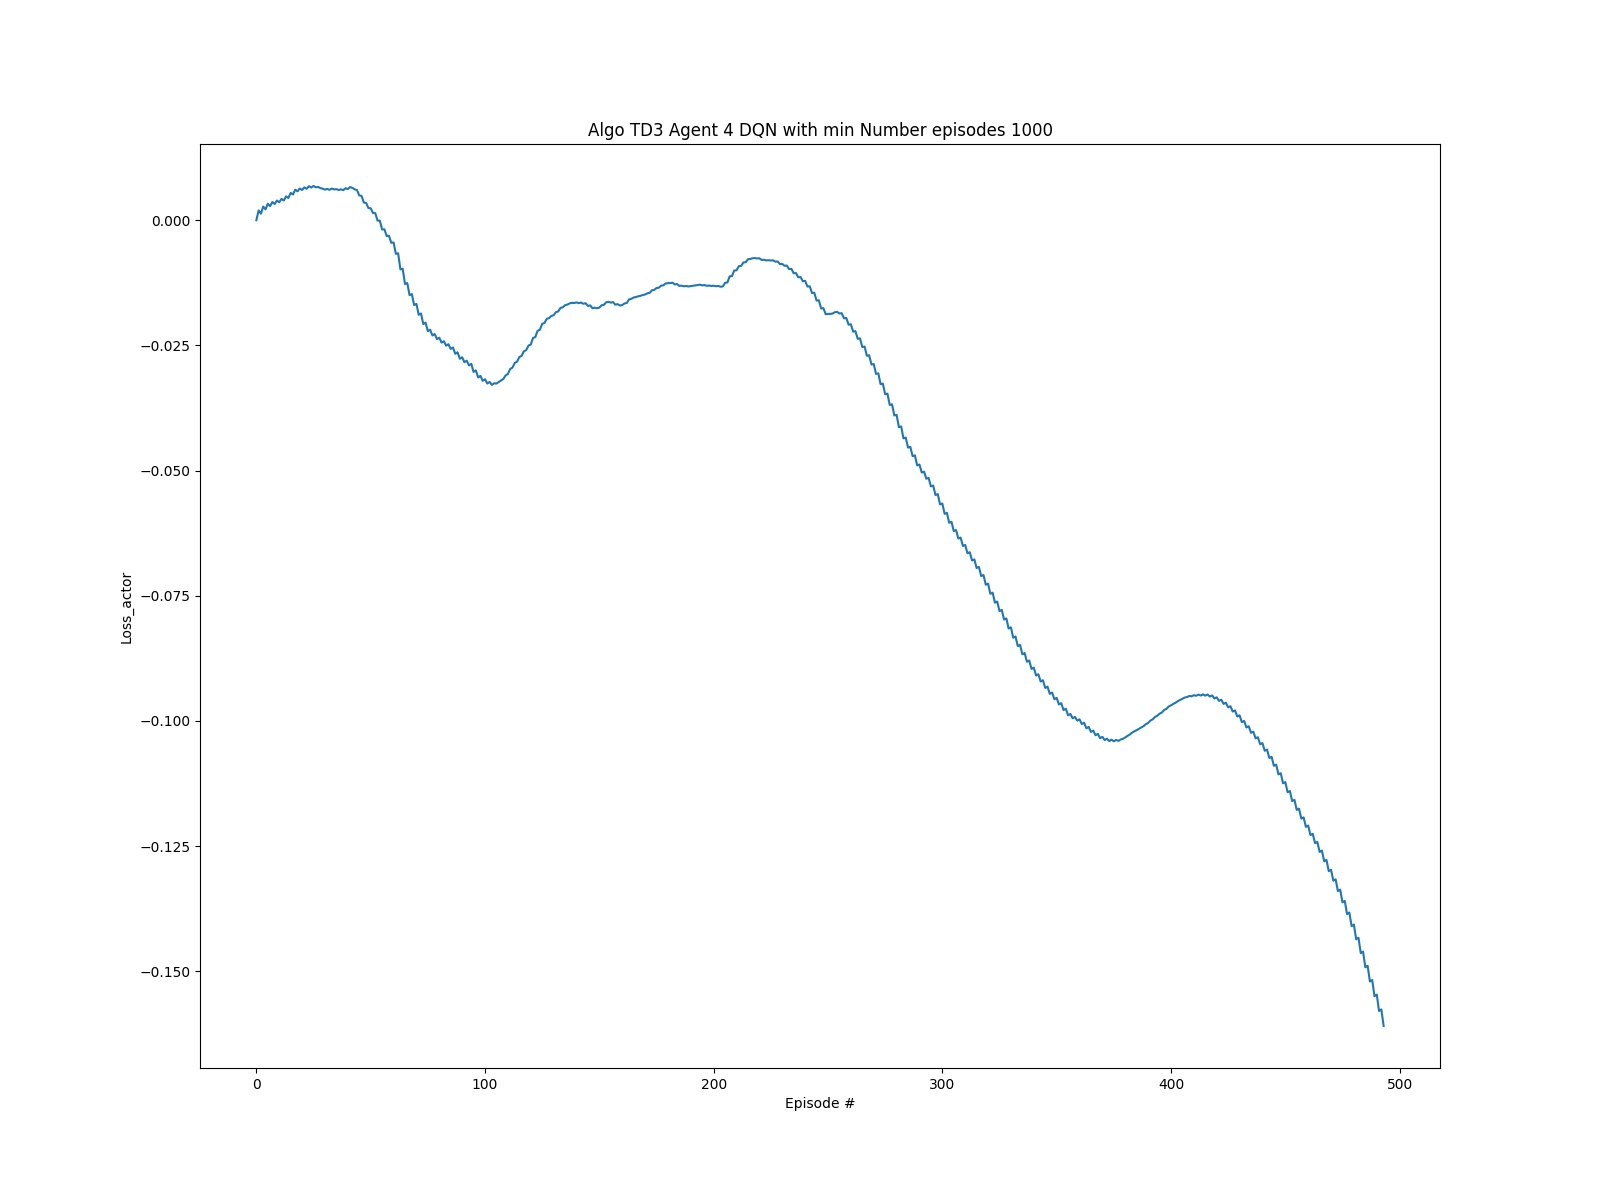 Algo TD3 Agent 4 DQN with min Number episodes 1000
0.000
−0.025
−0.050
−0.075
−0.100
−0.125
−0.150
Loss_actor
0 100 200 300 400 500
Episode #